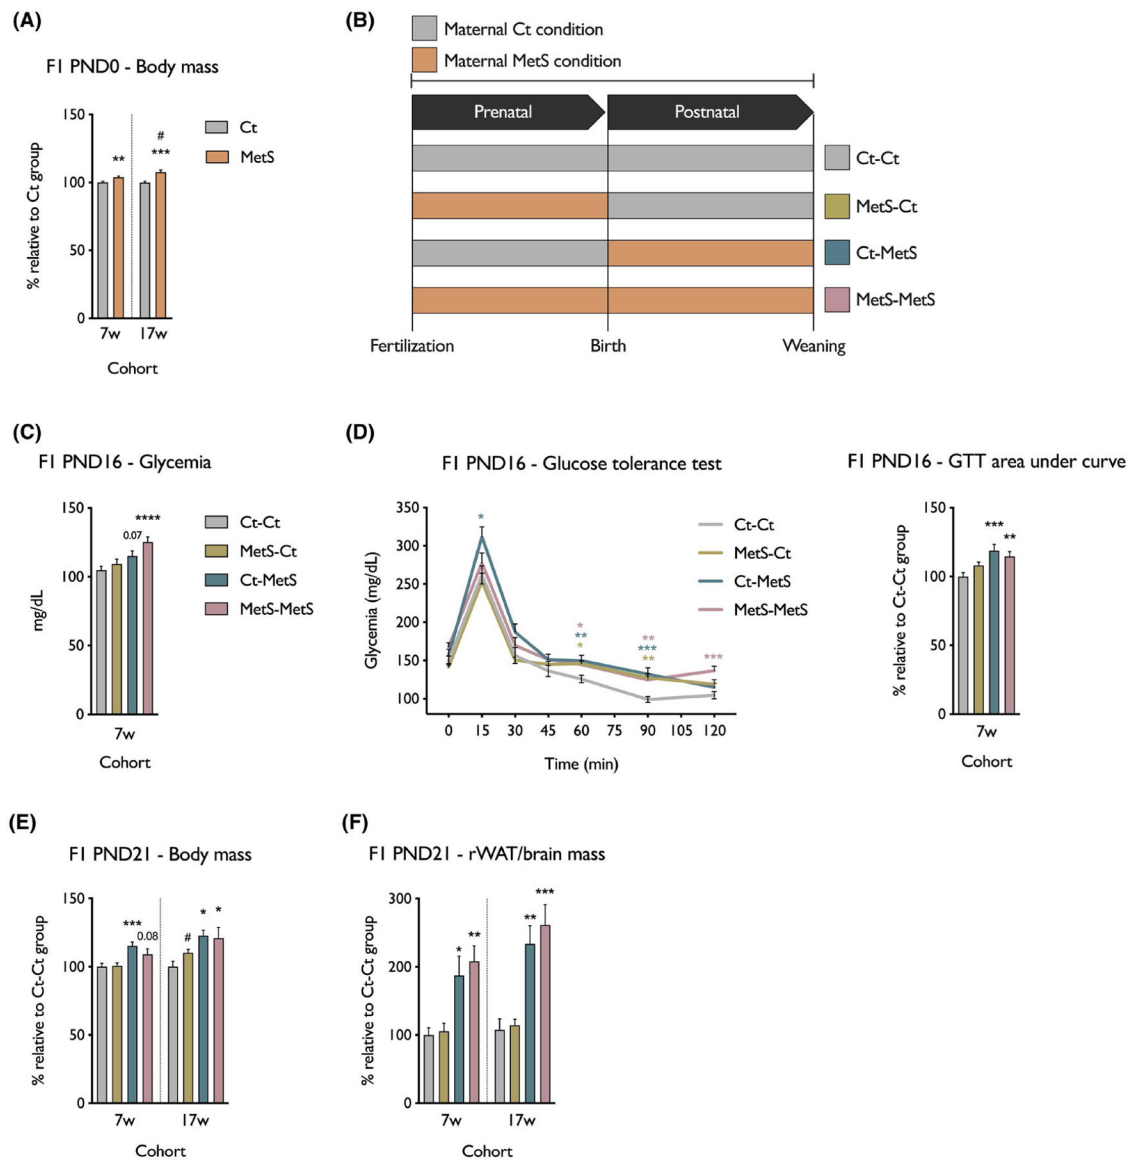 (A)
F1 PND0 - Body mass
% relative to Ct group
150
100
50
0
**
#
***
7w
17w
Cohort
Ct
MetS
(B)
Maternal Ct condition
Maternal MetS condition
Prenatal
Postnatal
Ct-Ct
MetS-Ct
Ct-MetS
MetS-MetS
Fertilization
Birth
Weaning
(C)
F1 PND16 - Glycemia
mg/dL
150
100
50
0
0.07
****
7w
Cohort
Ct-Ct
MetS-Ct
Ct-MetS
MetS-MetS
(D)
F1 PND16 - Glucose tolerance test
Glycemia (mg/dL)
350
300
250
200
150
100
*
*
**
*
**
***
**
***
0 15 30 45 60 75 90 105 120
Time (min)
Ct-Ct
MetS-Ct
Ct-MetS
MetS-MetS
F1 PND16 - GTT area under curve
% relative to Ct-Ct group
150
100
50
0
***
**
7w
Cohort
(E)
F1 PND21 - Body mass
% relative to Ct-Ct group
150
100
50
0
***
0.08
#
*
*
7w
17w
Cohort
(F)
F1 PND21 - rWAT/brain mass
% relative to Ct-Ct group
300
200
100
0
*
**
**
***
7w
17w
Cohort